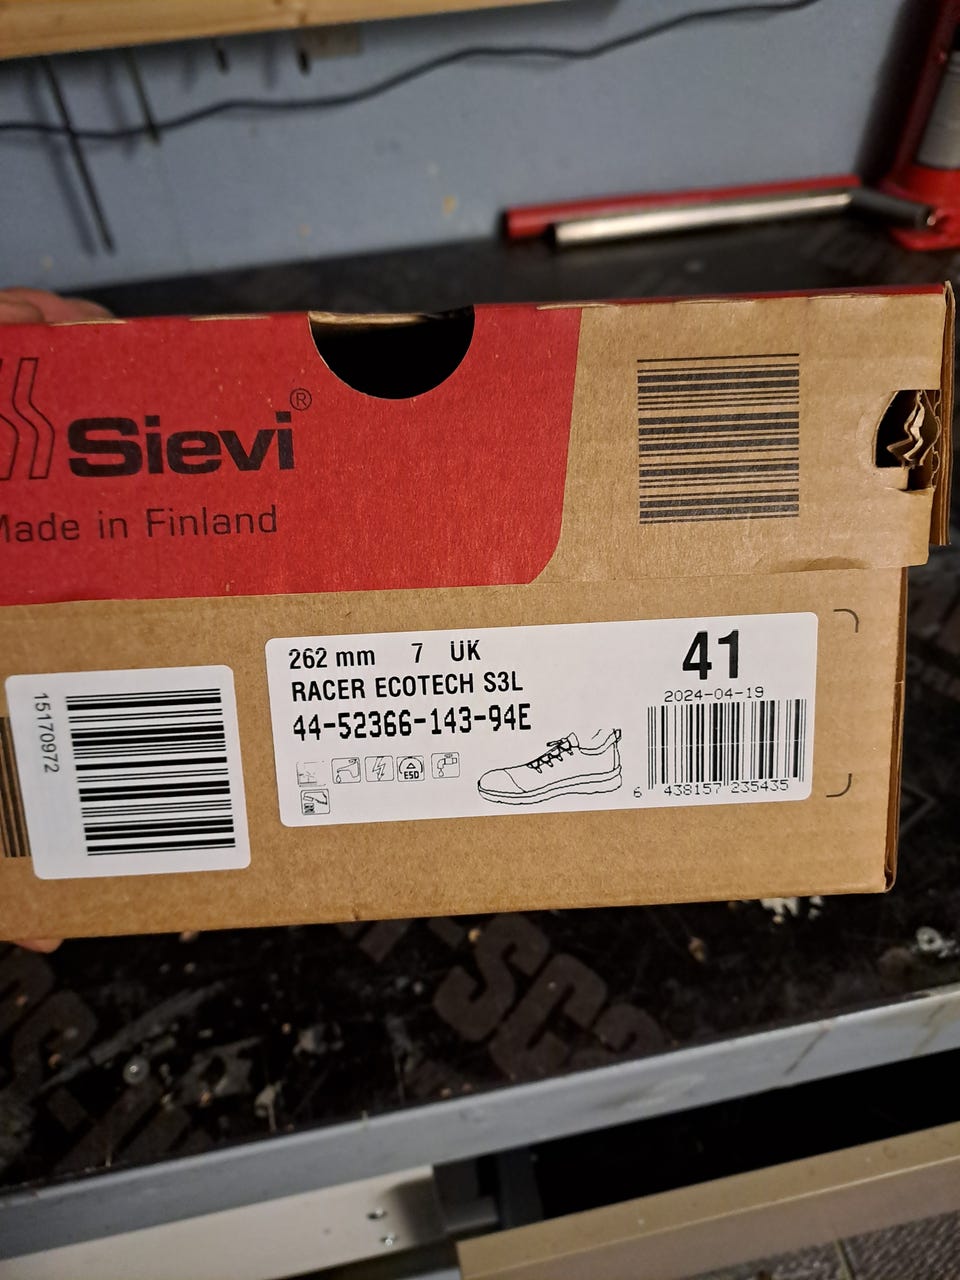 Sievi®
Made in Finland
262 mm 7 UK
41
RACER ECOTECH S3L
2024-04-19
44-52366-143-94E
ESD
6 438157 235435
15170972